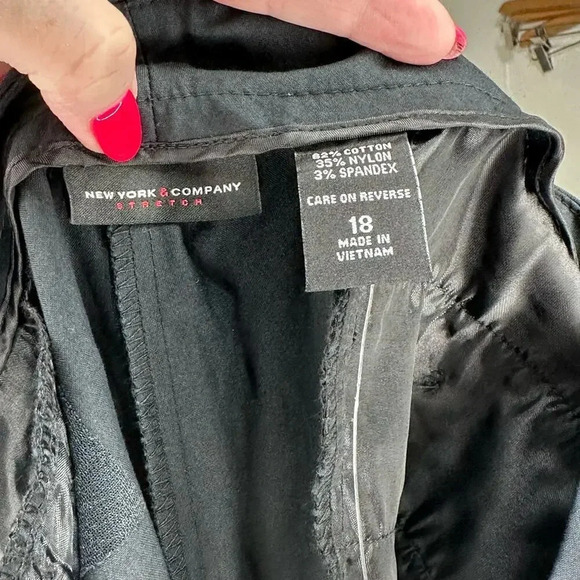 NEW YORK & COMPANY
STRETCH
62% COTTON
35% NYLON
3% SPANDEX
CARE ON REVERSE
18
MADE IN
VIETNAM